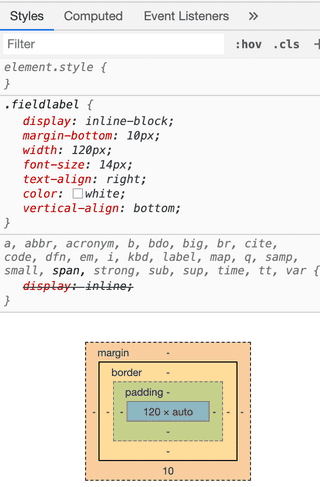 Styles Computed Event Listeners »
Filter :hov .cls +
element.style {
}
.fieldlabel {
display: inline-block;
margin-bottom: 10px;
width: 120px;
font-size: 14px;
text-align: right;
color: white;
vertical-align: bottom;
}
a, abbr, acronym, b, bdo, big, br, cite,
code, dfn, em, i, kbd, label, map, q, samp,
small, span, strong, sub, sup, time, tt, var {
display: inline;
}
margin -
border -
padding -
- - - 120 × auto - - -
-
-
10